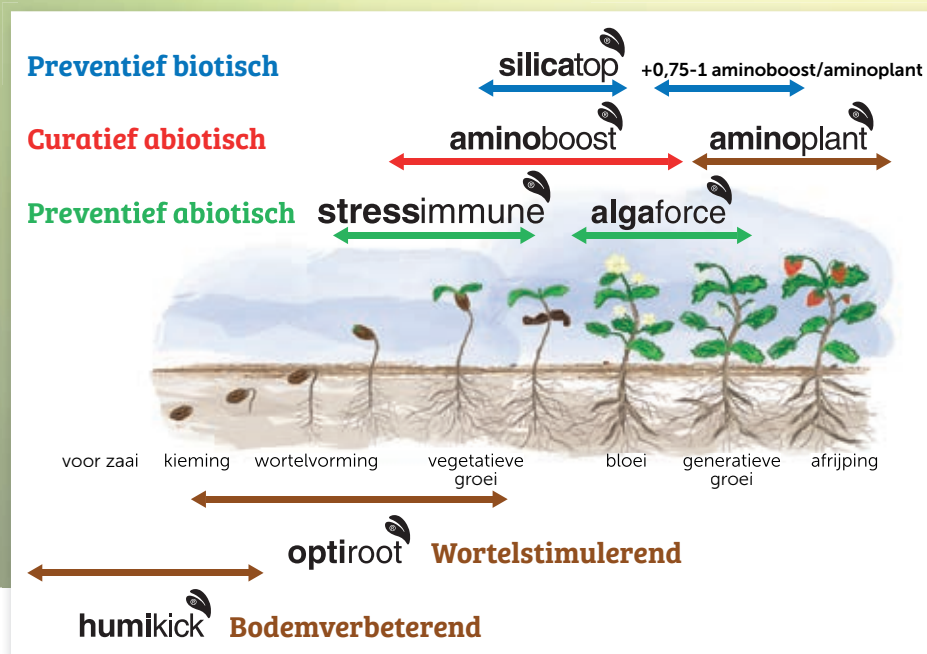 Preventief biotisch silicatop® +0,75-1 aminoboost/aminoplant
Curatief abiotisch aminoboost® aminoplant®
Preventief abiotisch stressimmune® algaforce®
voor zaai kieming wortelvorming vegetatieve groei bloei generatieve groei afrijping
optiroot® Wortelstimulerend
humikick® Bodemverbeterend